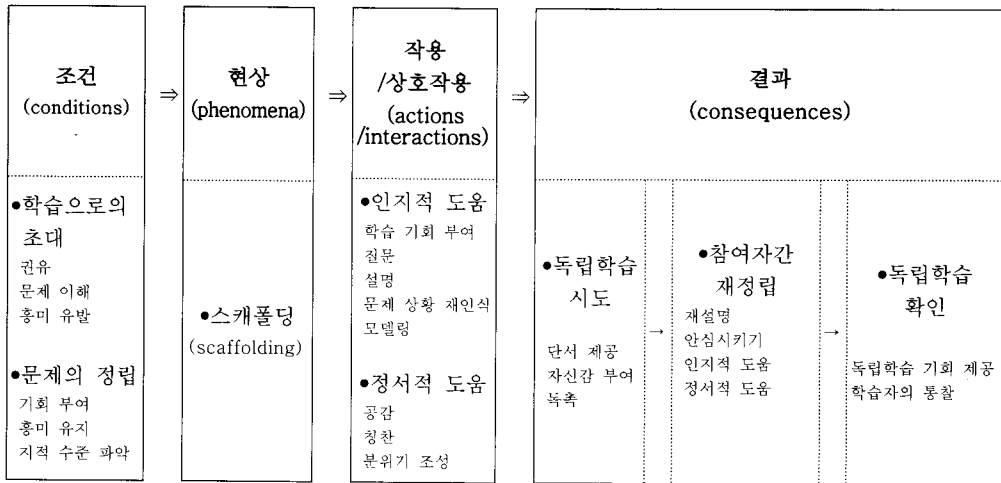 조건
(conditions)
⇒
현상
(phenomena)
⇒
작용
/상호작용
(actions
/interactions)
⇒
결과
(consequences)
●학습으로의
초대
권유
문제 이해
흥미 유발
●문제의 정립
기회 부여
흥미 유지
지적 수준 파악
●스캐폴딩
(scaffolding)
●인지적 도움
학습 기회 부여
질문
설명
문제 상황 재인식
모델링
●정서적 도움
공감
칭찬
분위기 조성
●독립학습
시도
단서 제공
자신감 부여
독촉
→
●참여자간
재정립
재설명
안심시키기
인지적 도움
정서적 도움
→
●독립학습
확인
독립학습 기회 제공
학습자의 통찰